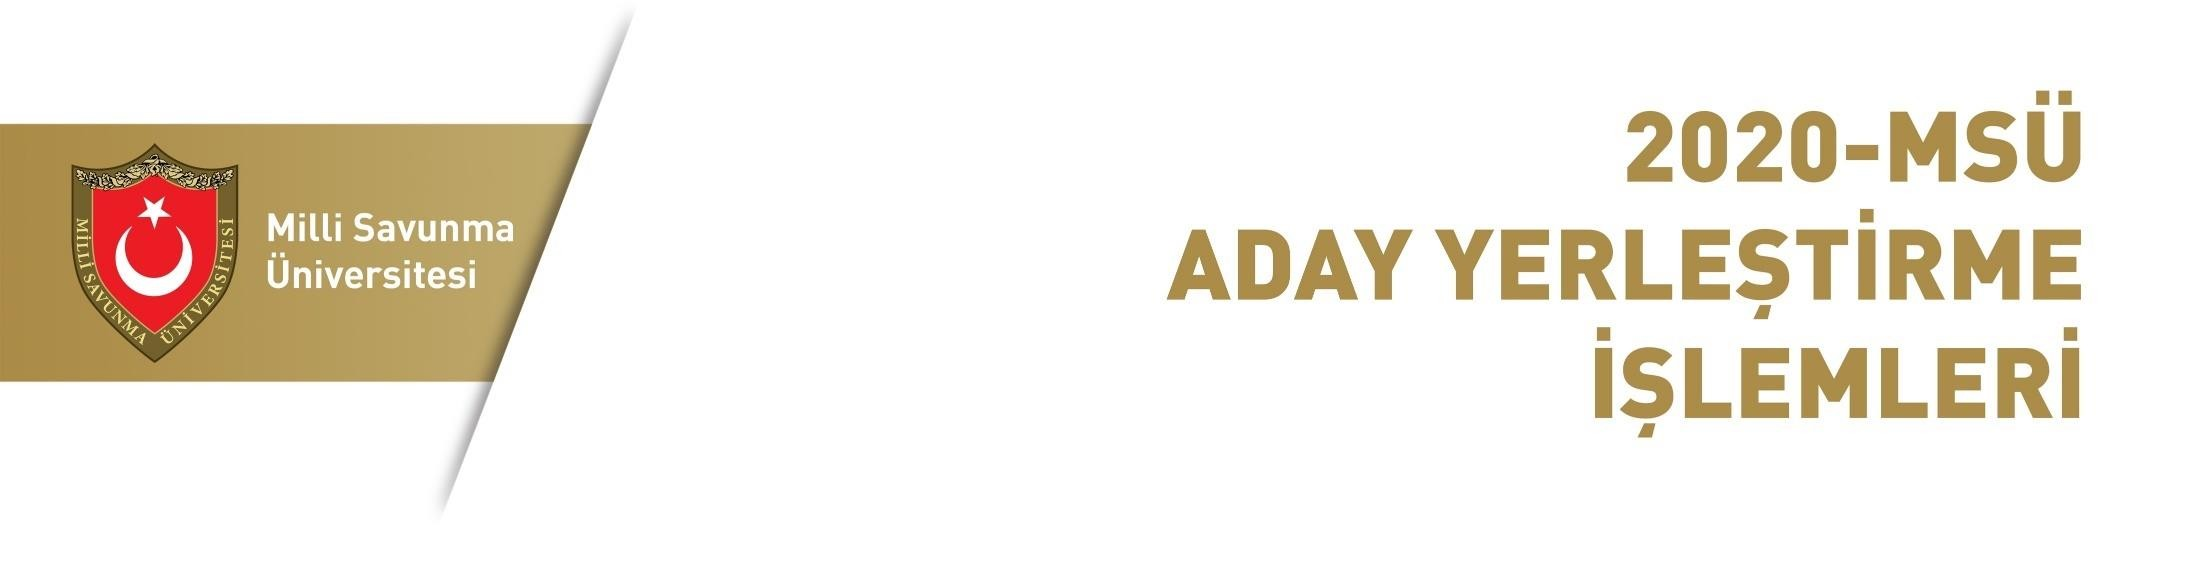 MİLLİ SAVUNMA ÜNİVERSİTESİ
Milli Savunma
Üniversitesi
2020-MSÜ
ADAY YERLEŞTİRME
İŞLEMLERİ